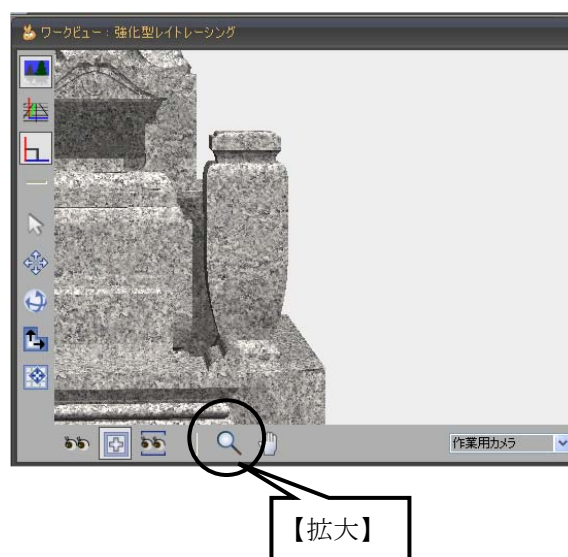 ワークビュー：強化型レイトレーシング
作業用カメラ
【拡大】